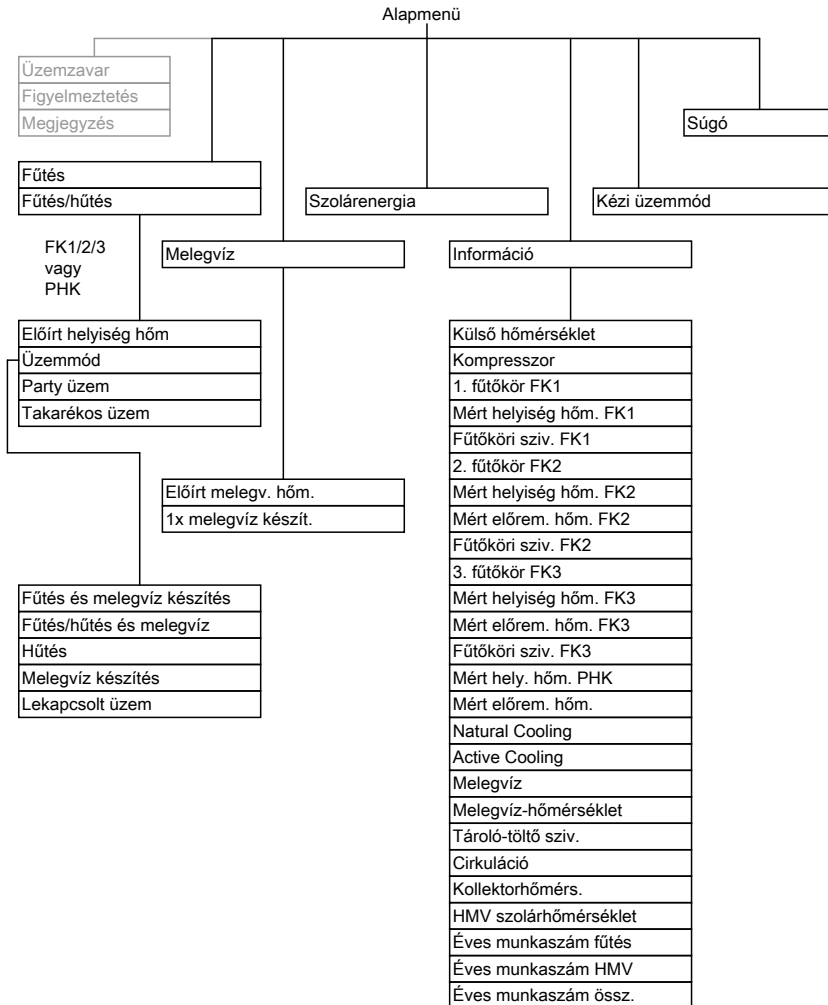 Alapmenü
Üzemzavar
Figyelmeztetés
Megjegyzés
Súgó
Fűtés
Fűtés/hűtés
Szolárenergia
Kézi üzemmód
FK1/2/3
vagy
PHK
Melegvíz
Információ
Előírt helyiség hőm
Üzemmód
Party üzem
Takarékos üzem
Előírt melegv. hőm.
1x melegvíz készít.
Fűtés és melegvíz készítés
Fűtés/hűtés és melegvíz
Hűtés
Melegvíz készítés
Lekapcsolt üzem
Külső hőmérséklet
Kompresszor
1. fűtőkör FK1
Mért helyiség hőm. FK1
Fűtőköri sziv. FK1
2. fűtőkör FK2
Mért helyiség hőm. FK2
Mért előrem. hőm. FK2
Fűtőköri sziv. FK2
3. fűtőkör FK3
Mért helyiség hőm. FK3
Mért előrem. hőm. FK3
Fűtőköri sziv. FK3
Mért hely. hőm. PHK
Mért előrem. hőm.
Natural Cooling
Active Cooling
Melegvíz
Melegvíz-hőmérséklet
Tároló-töltő sziv.
Cirkuláció
Kollektorhőmérs.
HMV szolárhőmérséklet
Éves munkaszám fűtés
Éves munkaszám HMV
Éves munkaszám össz.